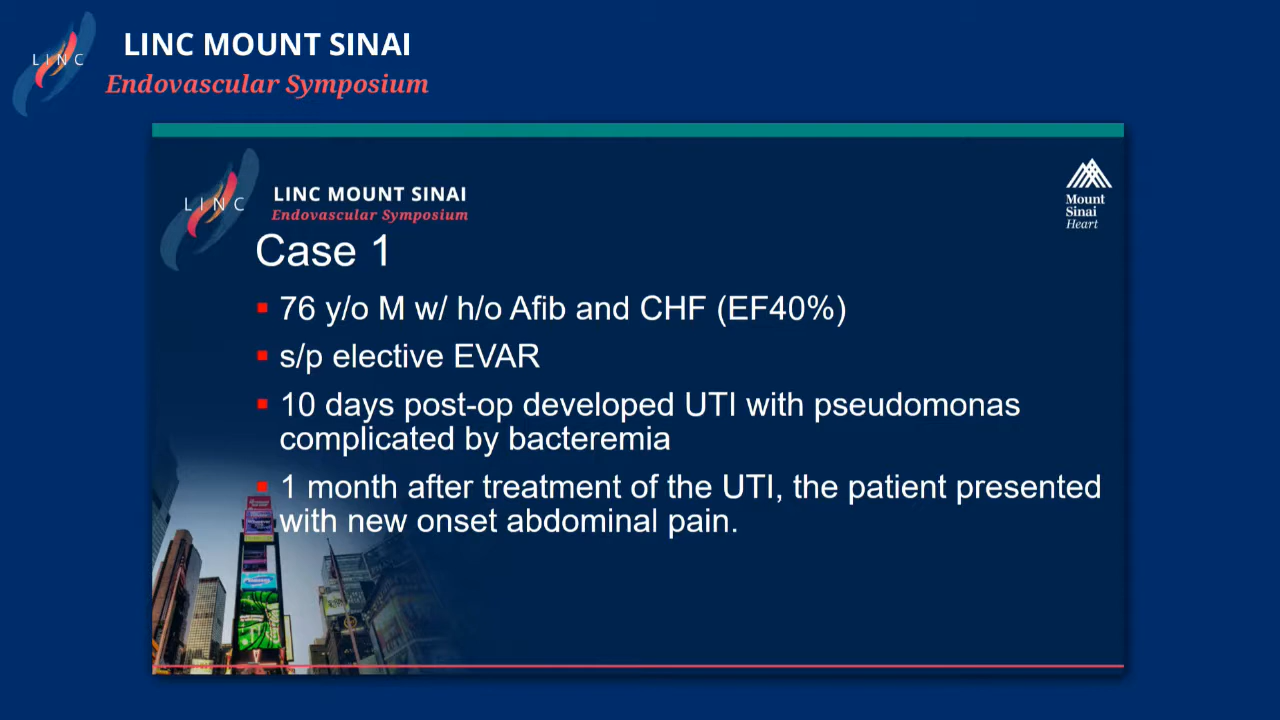 LINC
LINC MOUNT SINAI
Endovascular Symposium
LINC
LINC MOUNT SINAI
Endovascular Symposium
Mount
Sinai
Heart
Case 1
76 y/o M w/ h/o Afib and CHF (EF40%)
s/p elective EVAR
10 days post-op developed UTI with pseudomonas
complicated by bacteremia
1 month after treatment of the UTI, the patient presented
with new onset abdominal pain.